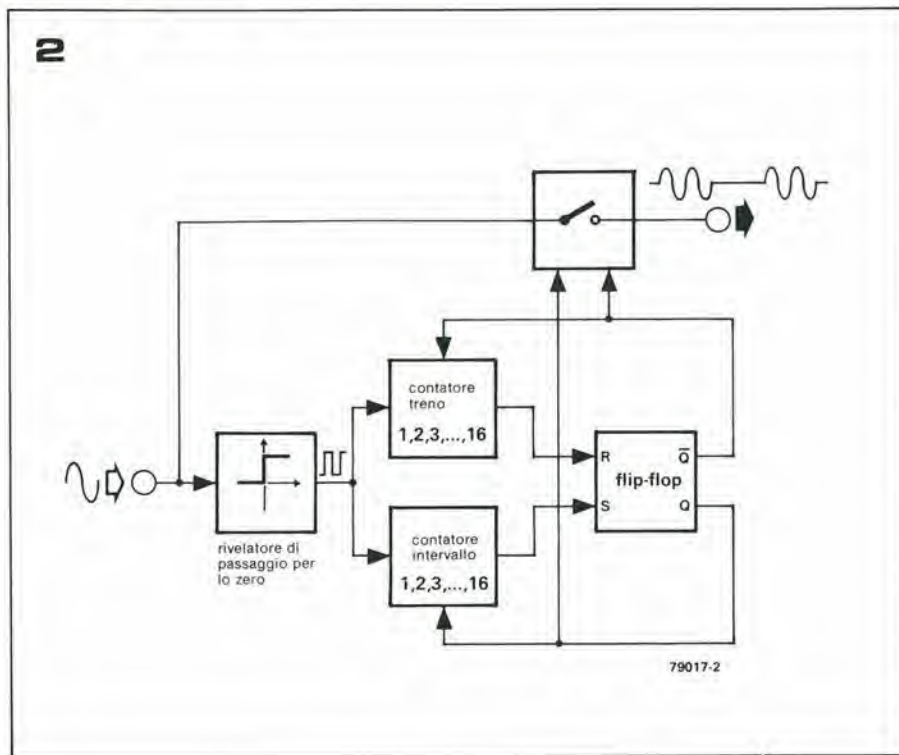 2
contatore
treno
1,2,3,...,16
R
Q̅
flip-flop
S
Q
rivelatore di
passaggio per
lo zero
contatore
intervallo
1,2,3,...,16
79017-2